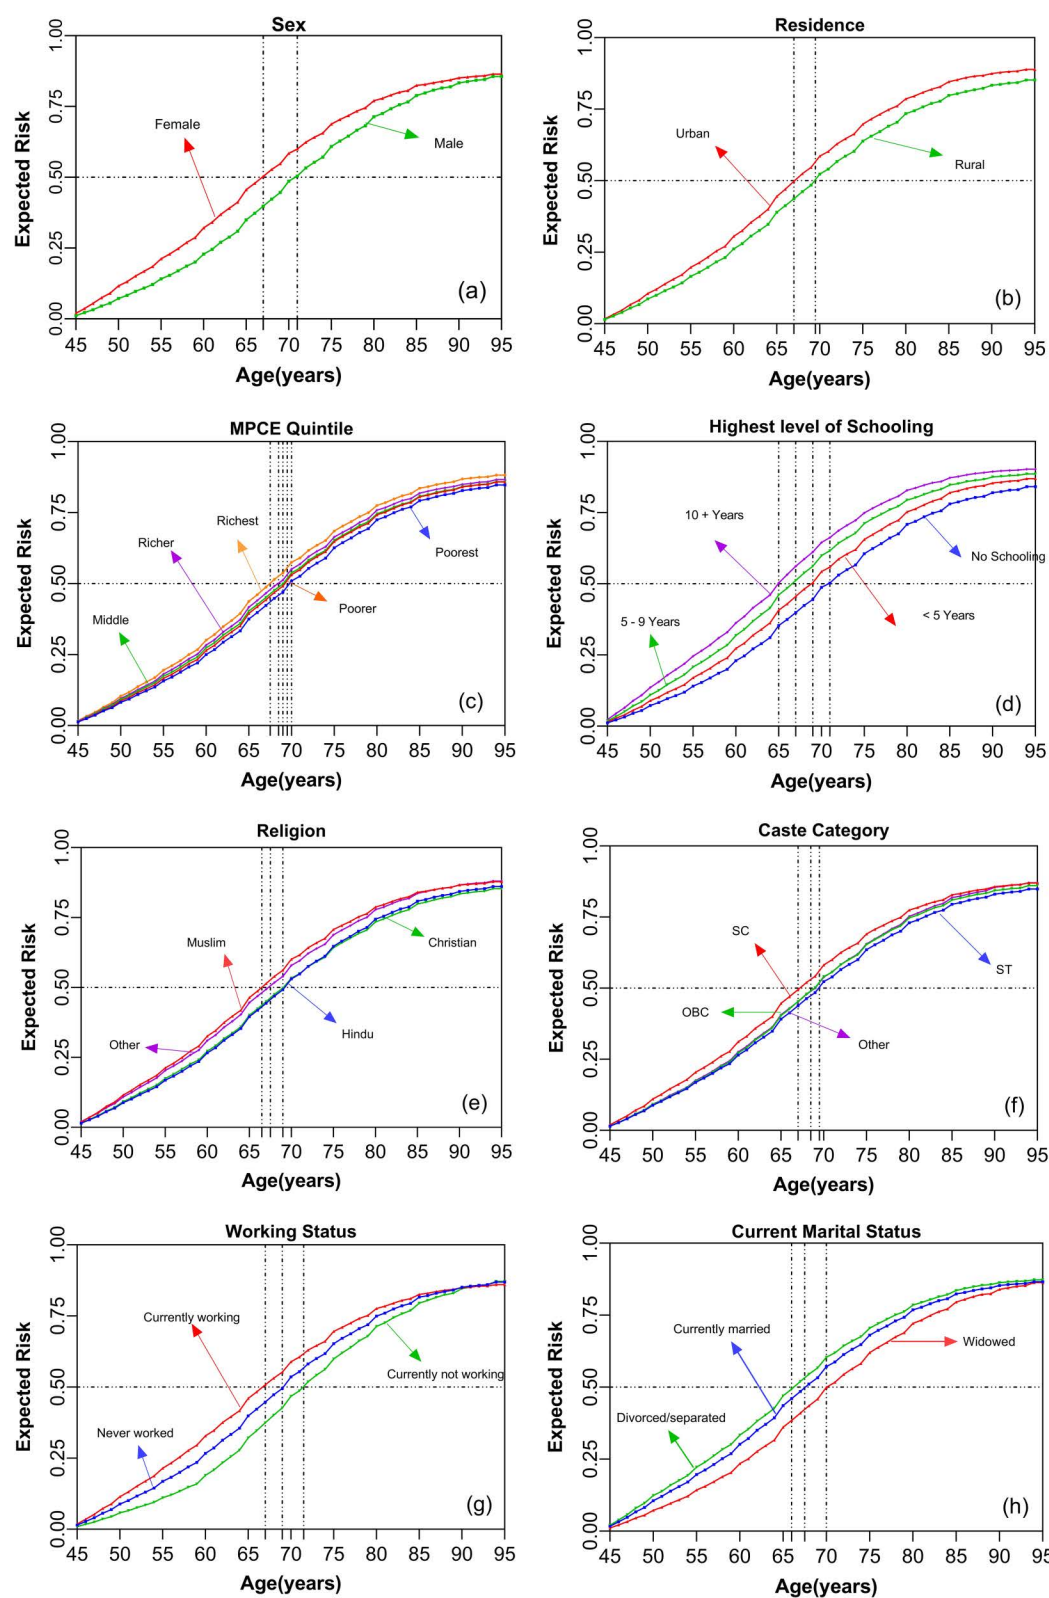 Sex
Expected Risk
0.00 0.25 0.50 0.75 1.00
Female
Male
(a)
45 50 55 60 65 70 75 80 85 90 95
Age(years)
Residence
Expected Risk
0.00 0.25 0.50 0.75 1.00
Urban
Rural
(b)
45 50 55 60 65 70 75 80 85 90 95
Age(years)
MPCE Quintile
Expected Risk
0.00 0.25 0.50 0.75 1.00
Richest
Richer
Poorest
Middle
Poorer
(c)
45 50 55 60 65 70 75 80 85 90 95
Age(years)
Highest level of Schooling
Expected Risk
0.00 0.25 0.50 0.75 1.00
10 + Years
No Schooling
5 - 9 Years
< 5 Years
(d)
45 50 55 60 65 70 75 80 85 90 95
Age(years)
Religion
Expected Risk
0.00 0.25 0.50 0.75 1.00
Muslim
Christian
Other
Hindu
(e)
45 50 55 60 65 70 75 80 85 90 95
Age(years)
Caste Category
Expected Risk
0.00 0.25 0.50 0.75 1.00
SC
ST
OBC
Other
(f)
45 50 55 60 65 70 75 80 85 90 95
Age(years)
Working Status
Expected Risk
0.00 0.25 0.50 0.75 1.00
Currently working
Currently not working
Never worked
(g)
45 50 55 60 65 70 75 80 85 90 95
Age(years)
Current Marital Status
Expected Risk
0.00 0.25 0.50 0.75 1.00
Currently married
Widowed
Divorced/separated
(h)
45 50 55 60 65 70 75 80 85 90 95
Age(years)